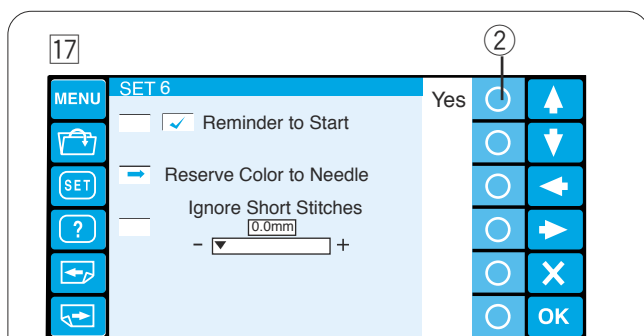 17
2
MENU
SET 6
Yes
Reminder to Start
SET
Reserve Color to Needle
?
Ignore Short Stitches
0.0mm
- +
X
OK